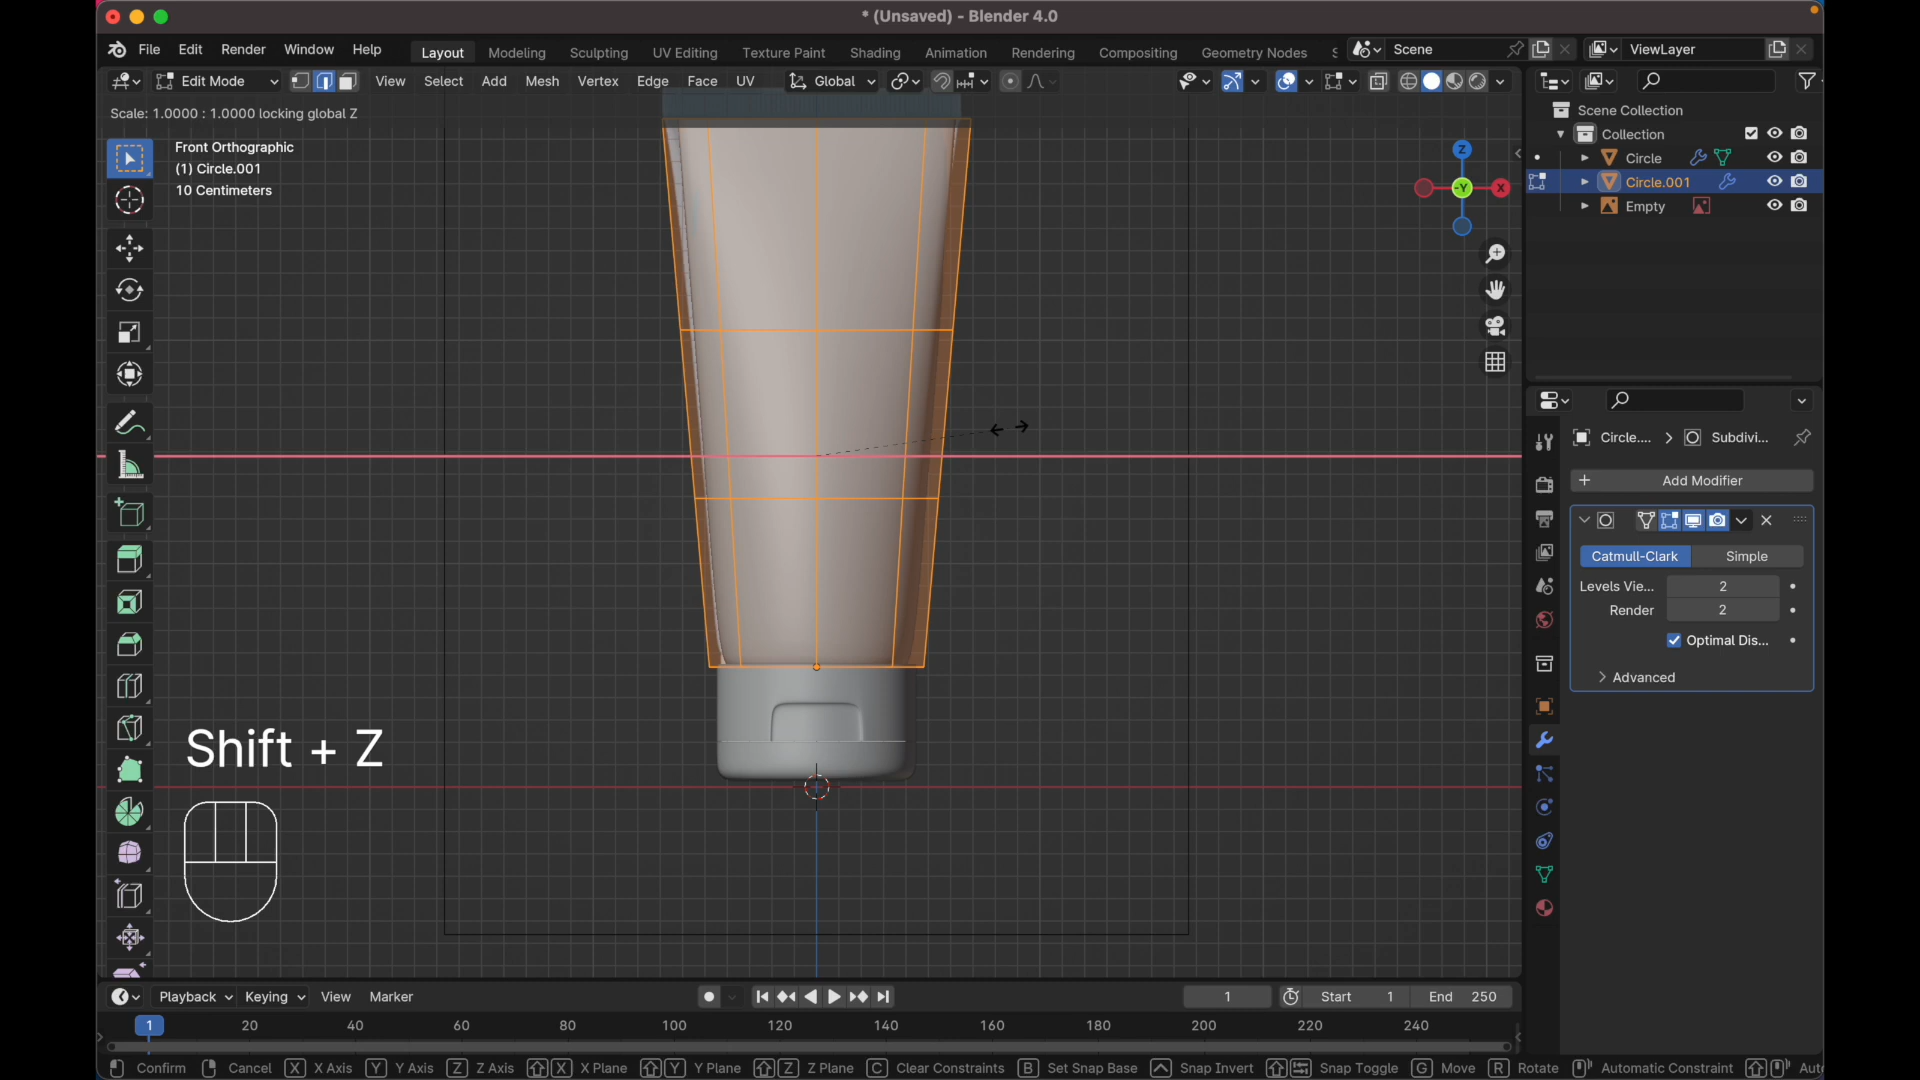 * (Unsaved) - Blender 4.0
File Edit Render Window Help Layout Modeling Sculpting UV Editing Texture Paint Shading Animation Rendering Compositing Geometry Nodes Scene ViewLayer
Edit Mode View Select Add Mesh Vertex Edge Face UV Global
Scale: 1.0000 : 1.0000 locking global Z
Front Orthographic
(1) Circle.001
10 Centimeters
Z
-Y X
Scene Collection
Collection
Circle
Circle.001
Empty
Circle.... > Subdivi...
+ Add Modifier
Catmull-Clark Simple
Levels Vie... 2
Render 2
Optimal Dis...
Advanced
Shift + Z
Playback Keying View Marker 1 Start 1 End 250
1 20 40 60 80 100 120 140 160 180 200 220 240
Confirm Cancel X X Axis Y Y Axis Z Z Axis X X Plane Y Y Plane Z Z Plane C Clear Constraints B Set Snap Base Snap Invert Snap Toggle G Move R Rotate Automatic Constraint